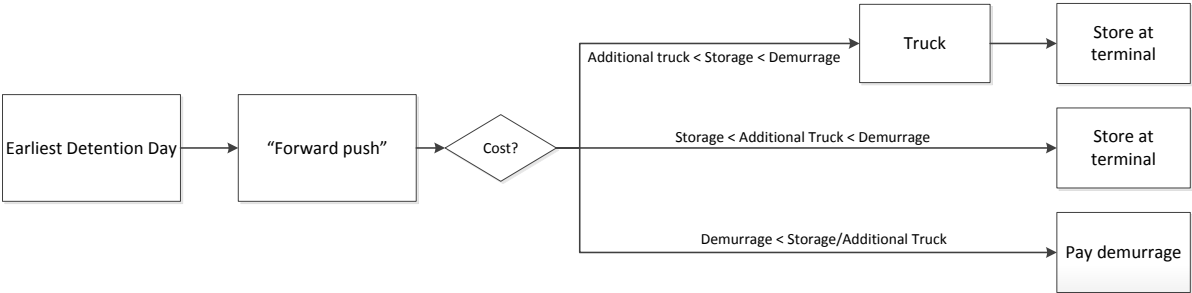 Earliest Detention Day
“Forward push”
Cost?
Additional truck < Storage < Demurrage
Truck
Store at
terminal
Storage < Additional Truck < Demurrage
Store at
terminal
Demurrage < Storage/Additional Truck
Pay demurrage